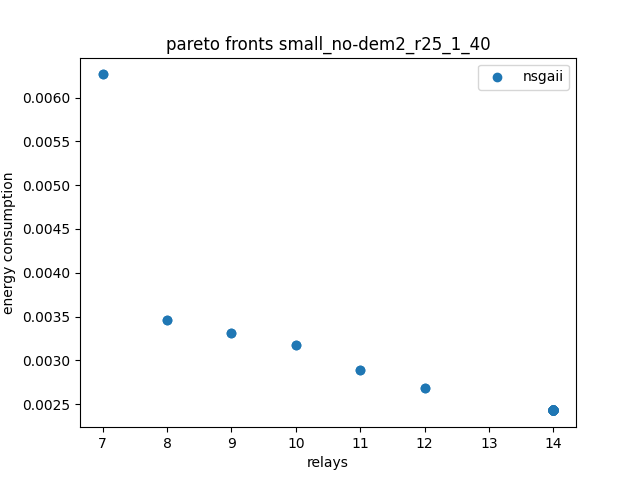 pareto fronts small_no-dem2_r25_1_40
nsgaii
energy consumption
0.0060
0.0055
0.0050
0.0045
0.0040
0.0035
0.0030
0.0025
7 8 9 10 11 12 13 14
relays